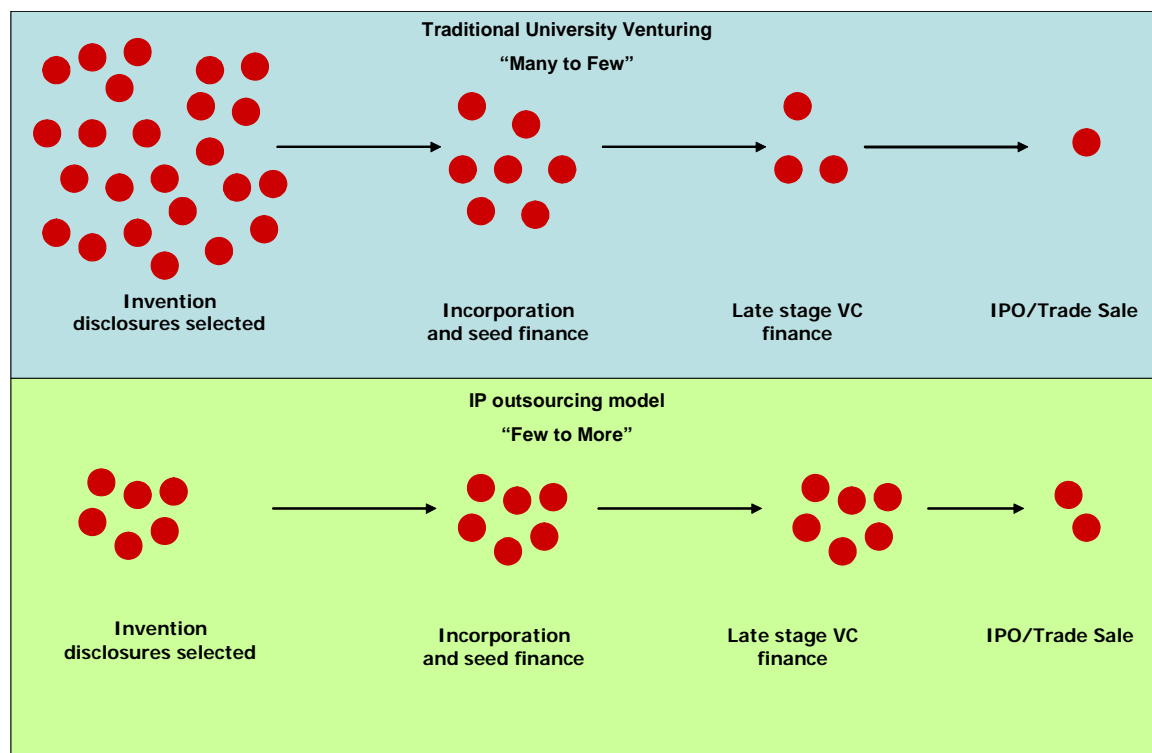 Traditional University Venturing
“Many to Few”
Invention
disclosures selected
Incorporation
and seed finance
Late stage VC
finance
IPO/Trade Sale
IP outsourcing model
“Few to More”
Invention
disclosures selected
Incorporation
and seed finance
Late stage VC
finance
IPO/Trade Sale